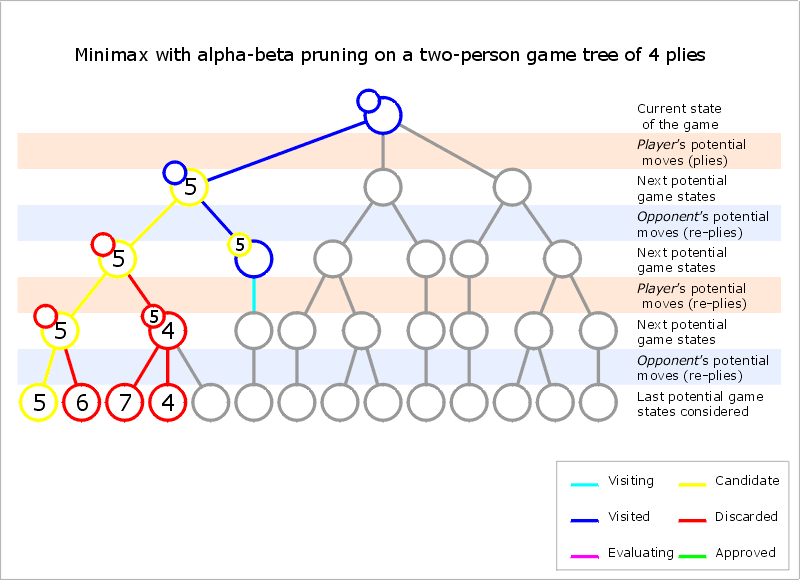 Minimax with alpha-beta pruning on a two-person game tree of 4 plies
Current state
of the game
Player's potential
moves (plies)
5
Next potential
game states
Opponent's potential
moves (re-plies)
5
5
Next potential
game states
Player's potential
moves (re-plies)
5
5
4
Next potential
game states
Opponent's potential
moves (re-plies)
5 6 7 4
Last potential game
states considered
Visiting
Candidate
Visited
Discarded
Evaluating
Approved